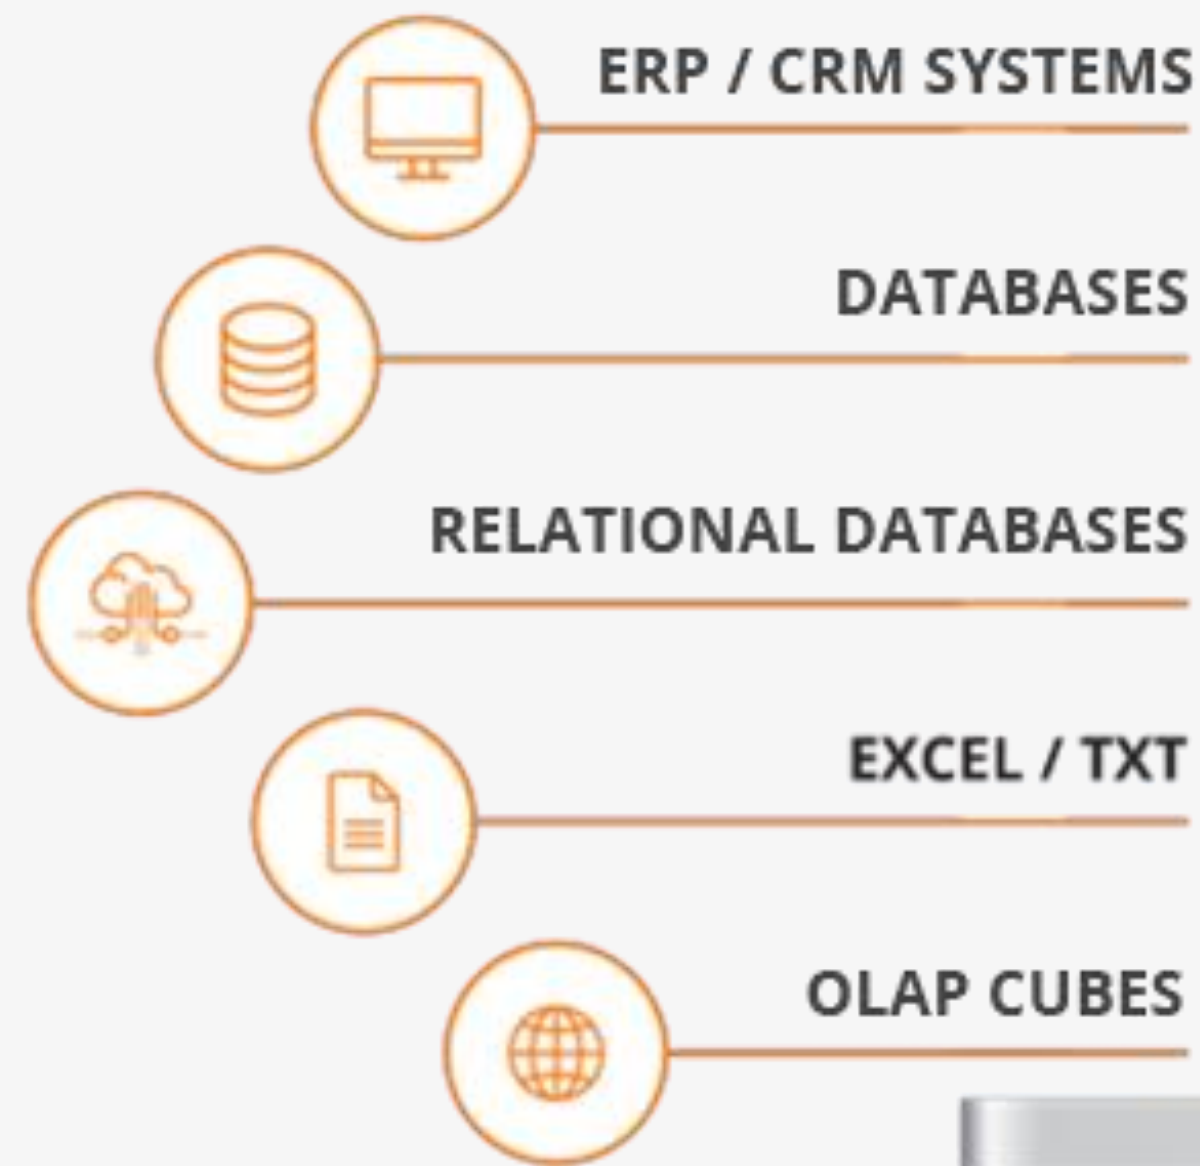 ERP / CRM SYSTEMS
DATABASES
RELATIONAL DATABASES
EXCEL / TXT
OLAP CUBES